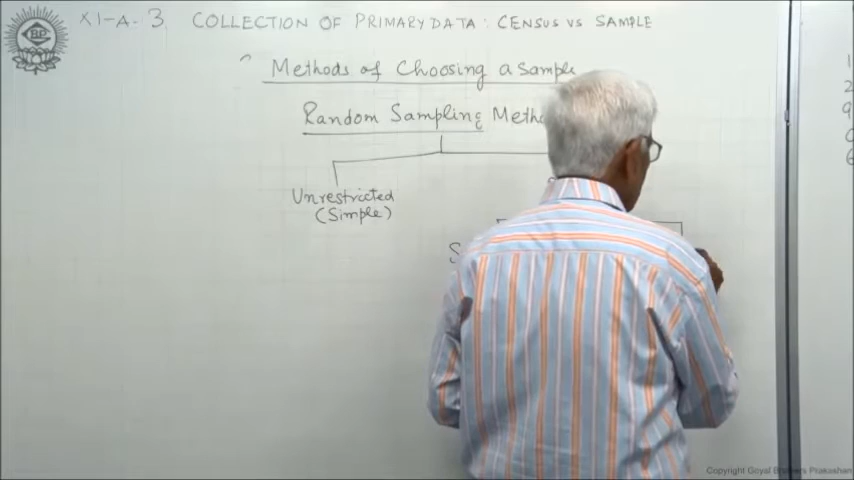 XI-A-3 COLLECTION OF PRIMARY DATA: CENSUS VS SAMPLE
Methods of Choosing a Sample
Random Sampling
Unrestricted
(Simple)
Copyright Goyal Brothers Prakashan